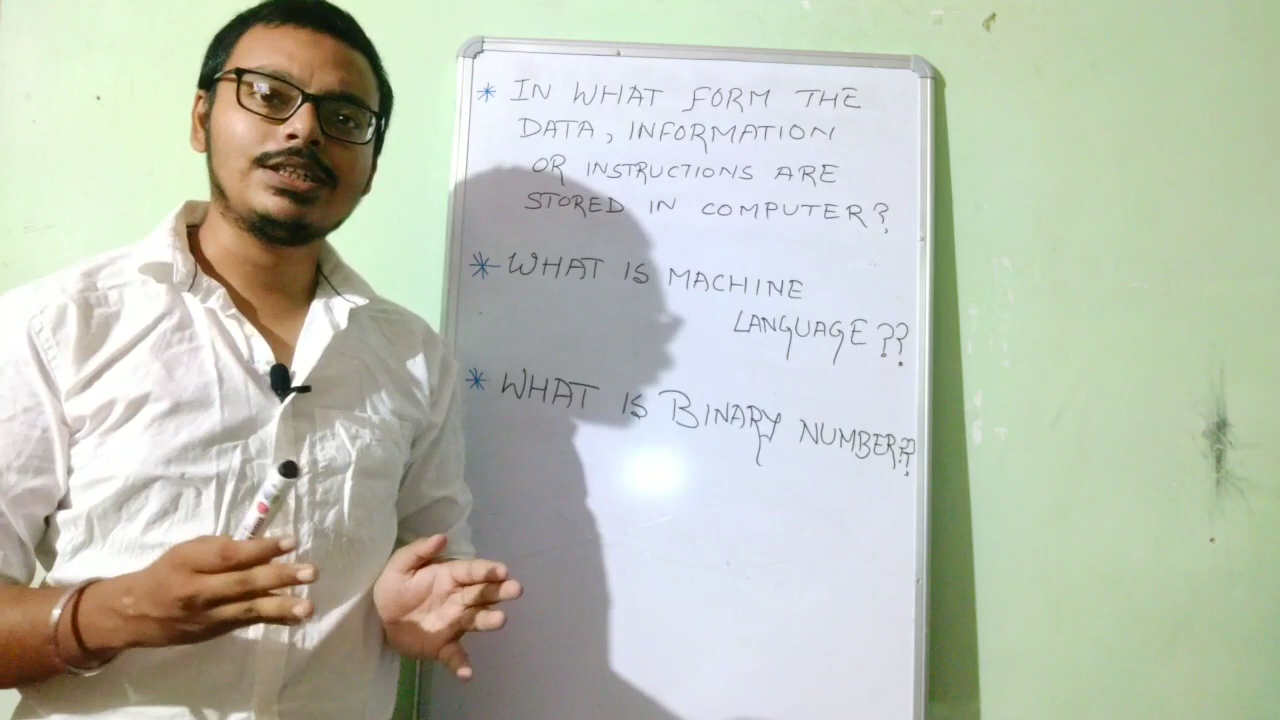 * IN WHAT FORM THE
DATA, INFORMATION
OR INSTRUCTIONS ARE
STORED IN COMPUTER?
* WHAT IS MACHINE
LANGUAGE??
* WHAT IS BINARY NUMBER??